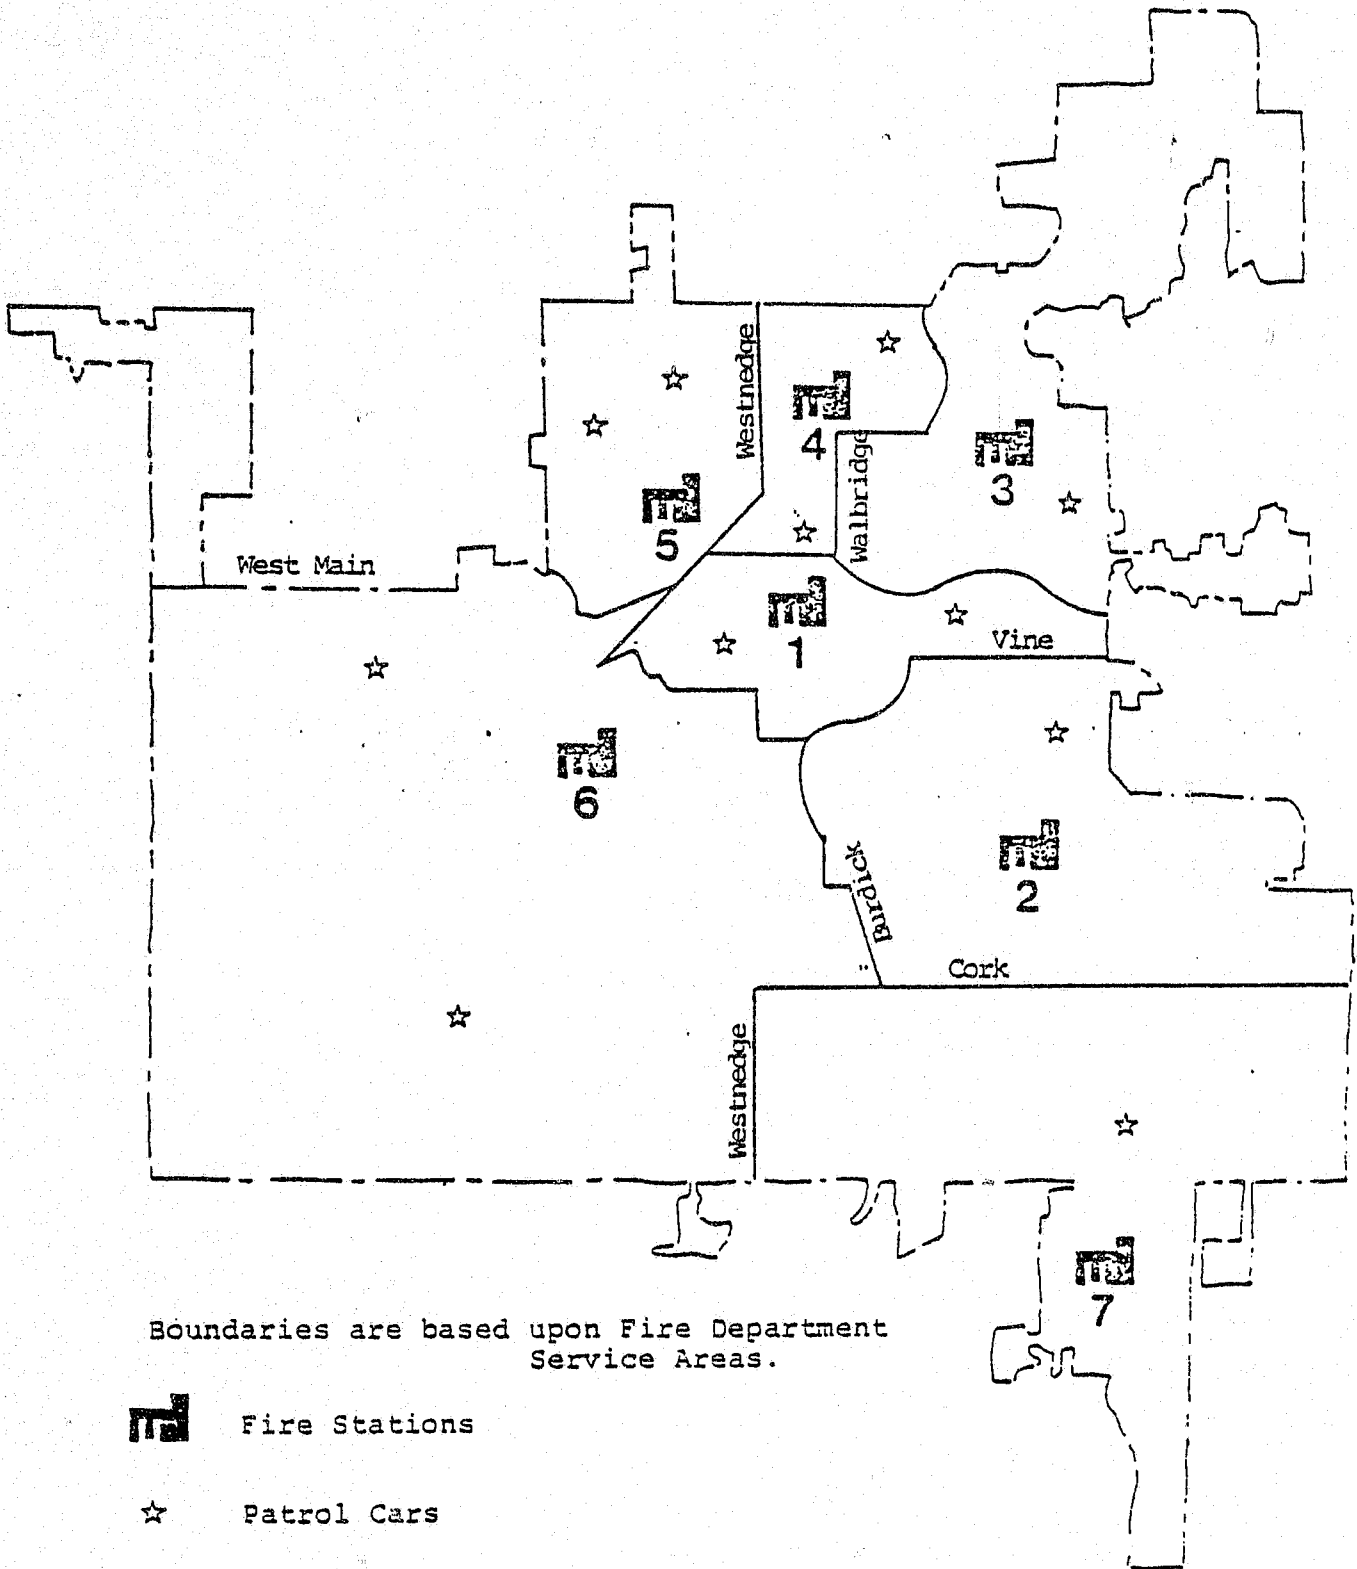 Westnedge
4
Walbridge
3
5
West Main
1
Vine
6
Burdick
2
Cork
Westnedge
7
Boundaries are based upon Fire Department
Service Areas.
Fire Stations
Patrol Cars